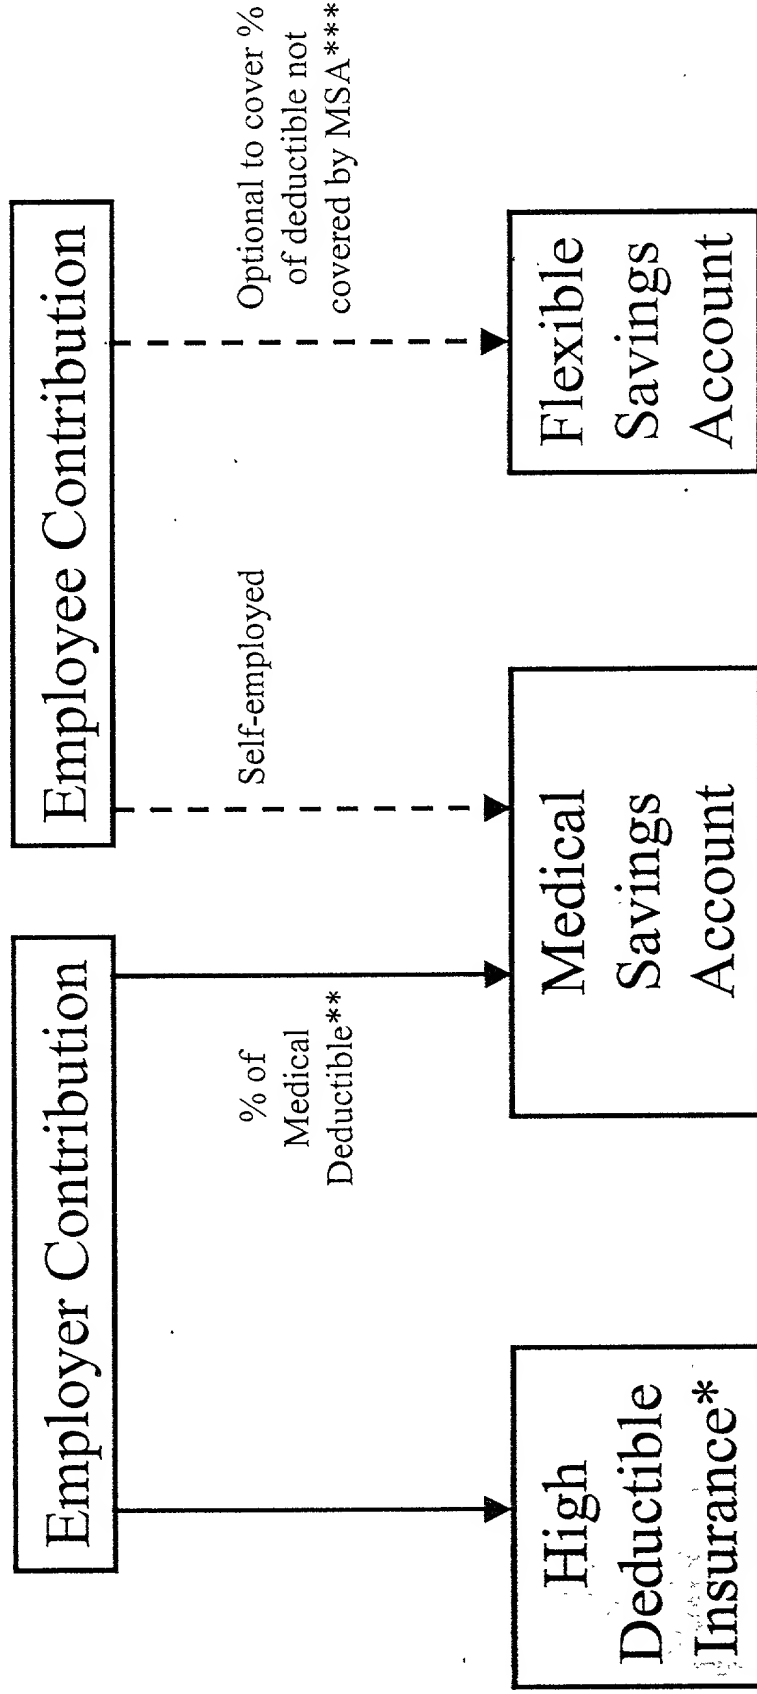 Employer Contribution
Employee Contribution
% of
Medical
Deductible**
Self-employed
Optional to cover %
of deductible not
covered by MSA***
High
Deductible
Insurance*
Medical
Savings
Account
Flexible
Savings
Account